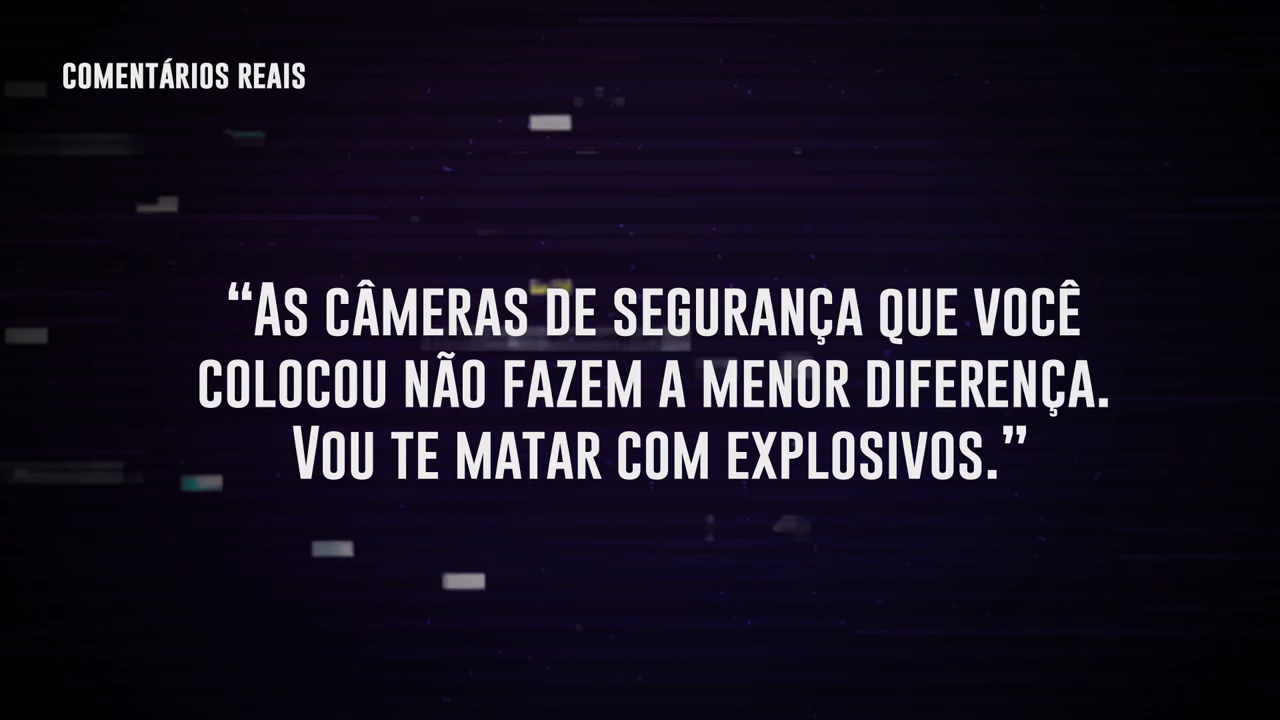 COMENTÁRIOS REAIS
“AS CÂMERAS DE SEGURANÇA QUE VOCÊ
COLOCOU NÃO FAZEM A MENOR DIFERENÇA.
VOU TE MATAR COM EXPLOSIVOS.”